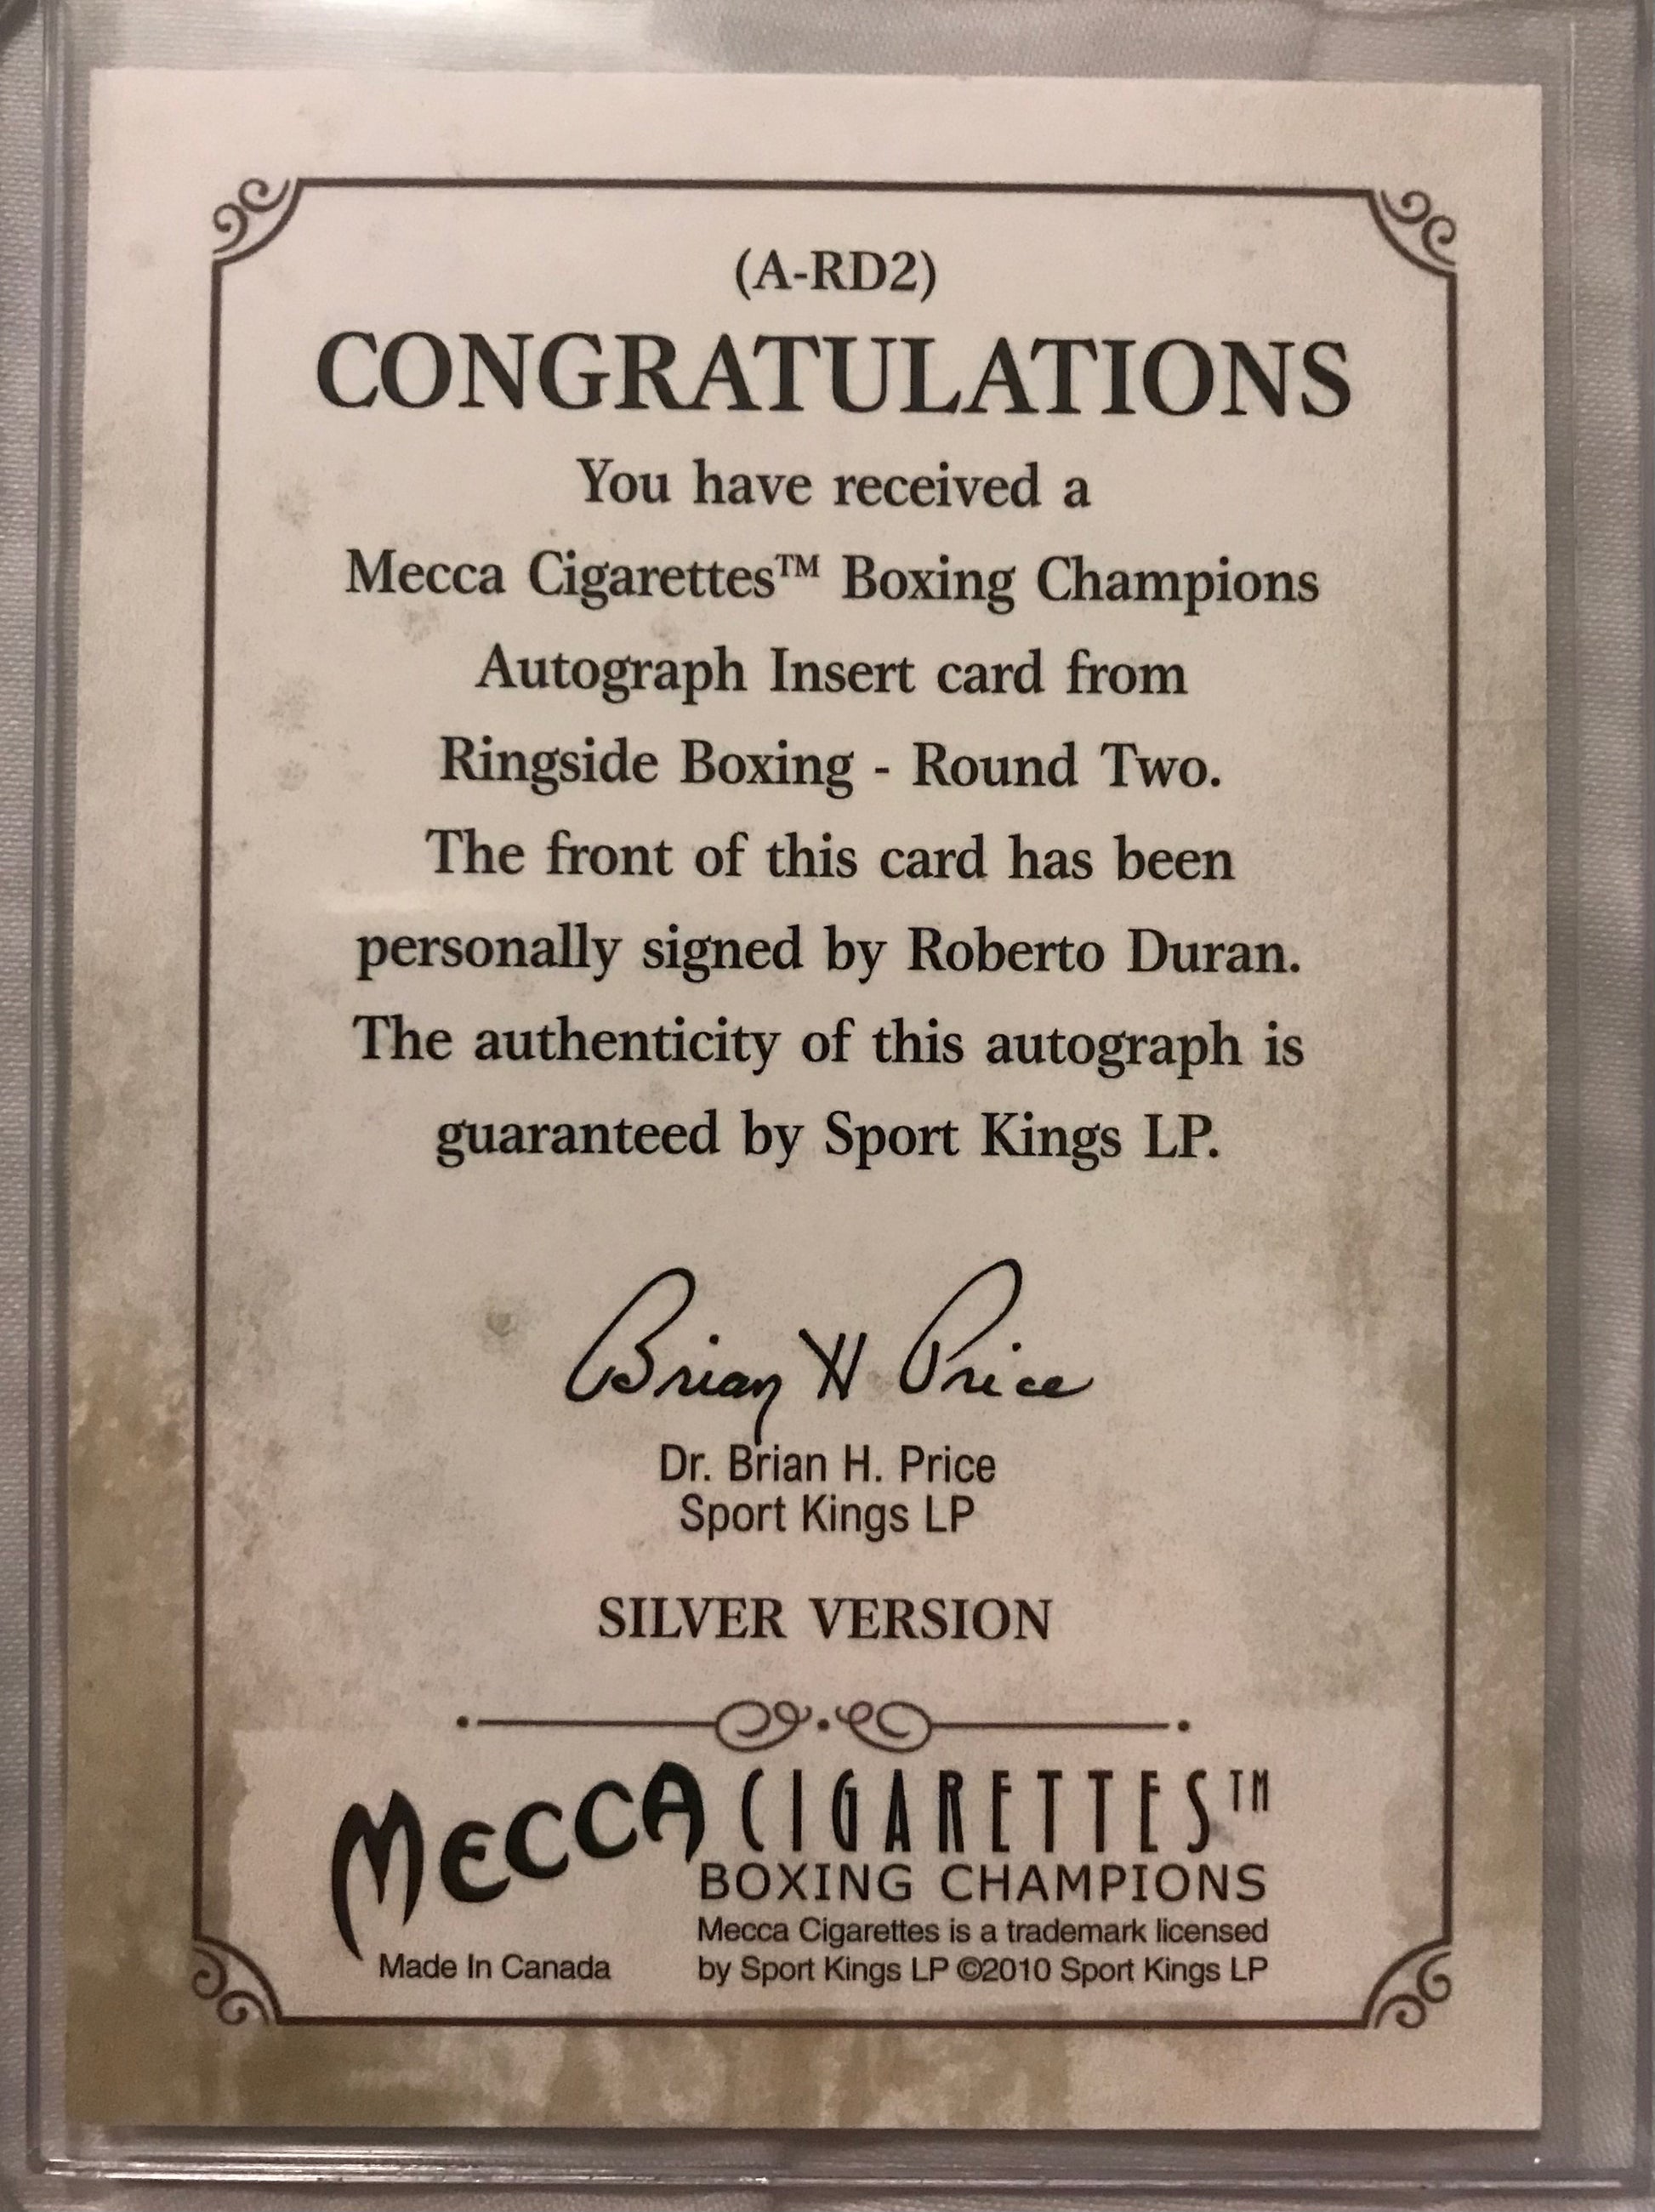 (A-RD2)
CONGRATULATIONS
You have received a
Mecca Cigarettes™ Boxing Champions
Autograph Insert card from
Ringside Boxing - Round Two.
The front of this card has been
personally signed by Roberto Duran.
The authenticity of this autograph is
guaranteed by Sport Kings LP.
Brian H Price
Dr. Brian H. Price
Sport Kings LP
SILVER VERSION
MECCA CIGARETTES™
BOXING CHAMPIONS
Mecca Cigarettes is a trademark licensed
Made In Canada by Sport Kings LP ©2010 Sport Kings LP